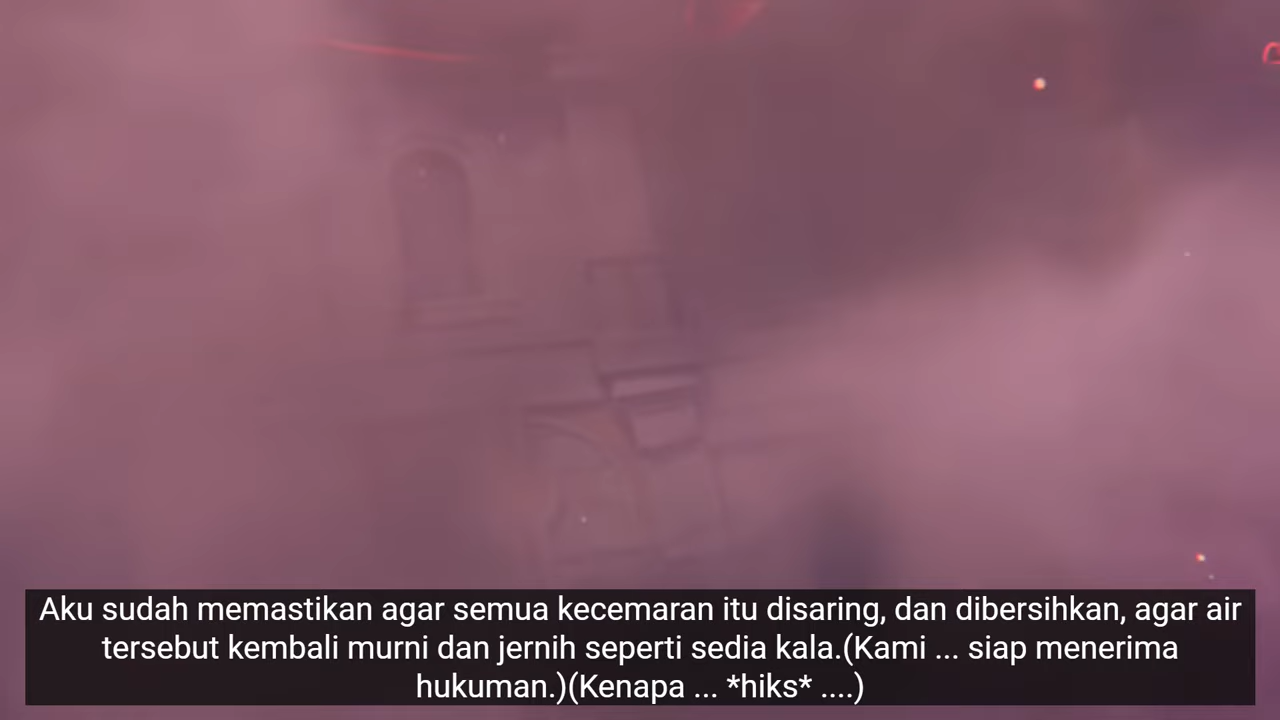 Aku sudah memastikan agar semua kecemaran itu disaring, dan dibersihkan, agar air
tersebut kembali murni dan jernih seperti sedia kala.(Kami ... siap menerima
hukuman.)(Kenapa ... *hiks* ....)